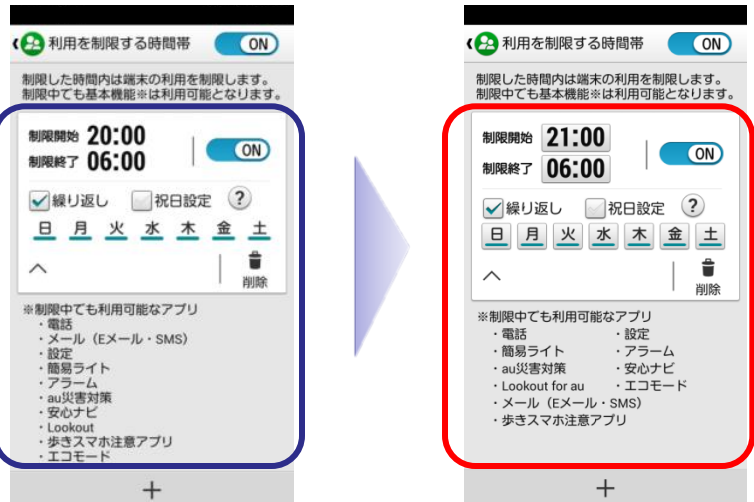 利用を制限する時間帯
ON
制限した時間内は端末の利用を制限します。
制限中でも基本機能※は利用可能となります。
制限開始 20:00
制限終了 06:00
ON
繰り返し 祝日設定 ?
日 月 火 水 木 金 土
削除
※制限中でも利用可能なアプリ
・電話
・メール（Eメール・SMS）
・設定
・簡易ライト
・アラーム
・au災害対策
・安心ナビ
・Lookout
・歩きスマホ注意アプリ
・エコモード
+
利用を制限する時間帯
ON
制限した時間内は端末の利用を制限します。
制限中でも基本機能※は利用可能となります。
制限開始 21:00
制限終了 06:00
ON
繰り返し 祝日設定 ?
日 月 火 水 木 金 土
削除
※制限中でも利用可能なアプリ
・電話 ・設定
・簡易ライト ・アラーム
・au災害対策 ・安心ナビ
・Lookout for au ・エコモード
・メール（Eメール・SMS）
・歩きスマホ注意アプリ
+